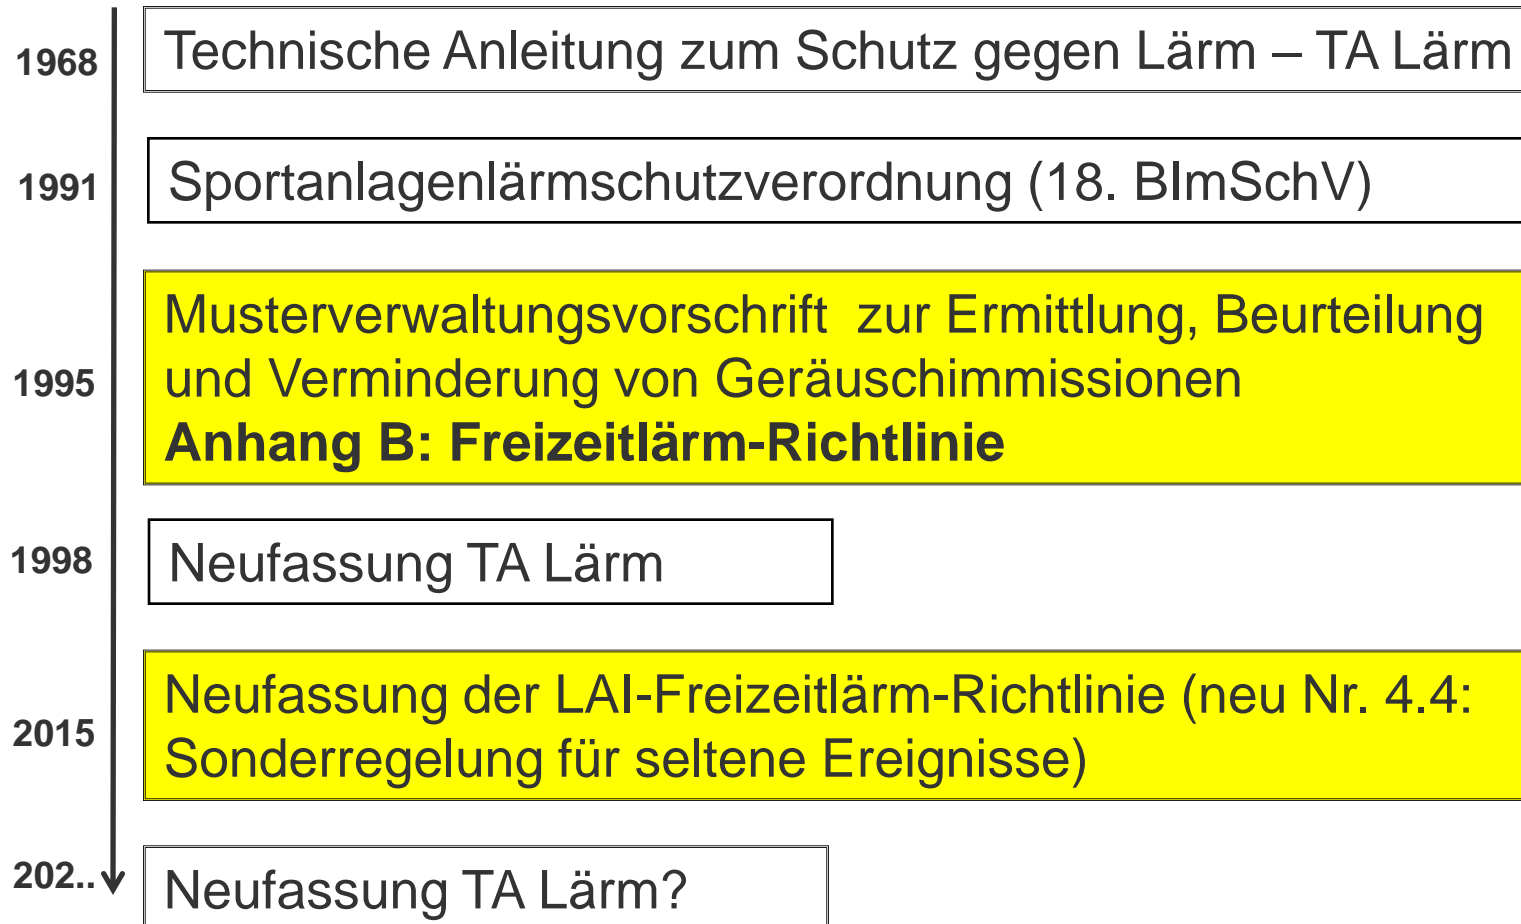 1968
Technische Anleitung zum Schutz gegen Lärm – TA Lärm
1991
Sportanlagenlärmschutzverordnung (18. BImSchV)
1995
Musterverwaltungsvorschrift zur Ermittlung, Beurteilung
und Verminderung von Geräuschimmissionen
Anhang B: Freizeitlärm-Richtlinie
1998
Neufassung TA Lärm
2015
Neufassung der LAI-Freizeitlärm-Richtlinie (neu Nr. 4.4:
Sonderregelung für seltene Ereignisse)
202..
Neufassung TA Lärm?